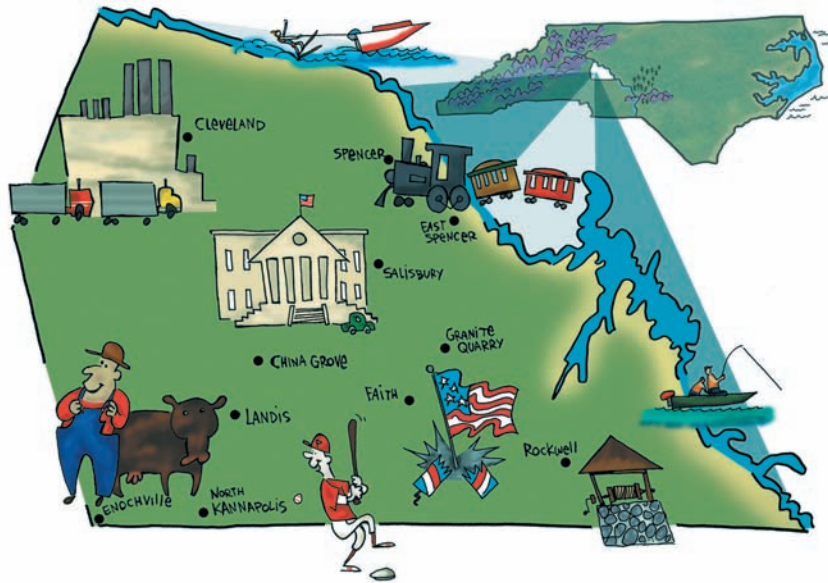 CLEVELAND
SPENCER
EAST
SPENCER
SALISBURY
GRANITE
QUARRY
CHINA GROVE
FAITH
LANDIS
ROCKWELL
ENOCHVILLE
NORTH
KANNAPOLIS